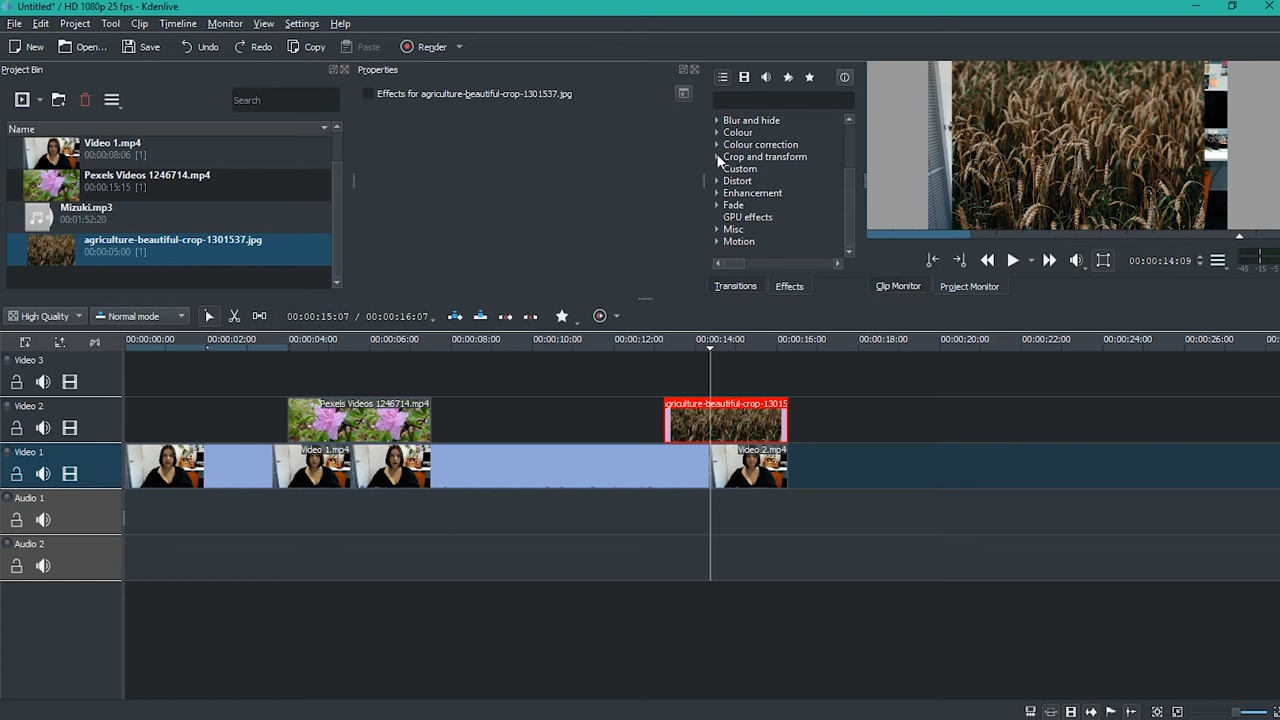 Untitled* / HD 1080p 25 fps - Kdenlive
File Edit Project Tool Clip Timeline Monitor View Settings Help
New Open... Save Undo Redo Copy Paste Render
Project Bin
Search
Name
Video 1.mp4
00:00:08:06 [1]
Pexels Videos 1246714.mp4
00:00:15:15 [1]
Mizuki.mp3
00:01:52:20
agriculture-beautiful-crop-1301537.jpg
00:00:05:00 [1]
Properties
Effects for agriculture-beautiful-crop-1301537.jpg
Blur and hide
Colour
Colour correction
Crop and transform
Custom
Distort
Enhancement
Fade
GPU effects
Misc
Motion
Transitions Effects
00:00:14:09
-45 -15 -5
Clip Monitor Project Monitor
High Quality Normal mode 00:00:15:07 / 00:00:16:07
00:00:00:00 00:00:02:00 00:00:04:00 00:00:06:00 00:00:08:00 00:00:10:00 00:00:12:00 00:00:14:00 00:00:16:00 00:00:18:00 00:00:20:00 00:00:22:00 00:00:24:00 00:00:26:00 00:00:
Video 3
Video 2
Pexels Videos 1246714.mp4
griculture-beautiful-crop-13015
Video 1
Video 1.mp4
Video 2.mp4
Audio 1
Audio 2